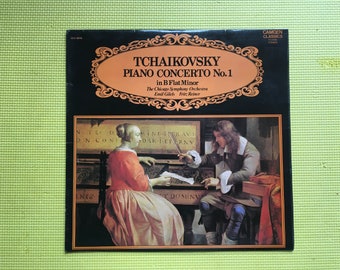 CAMDEN
CLASSICS
TCHAIKOVSKY
PIANO CONCERTO No.1
in B Flat Minor
The Chicago Symphony Orchestra
Emil Gilels Fritz Reiner